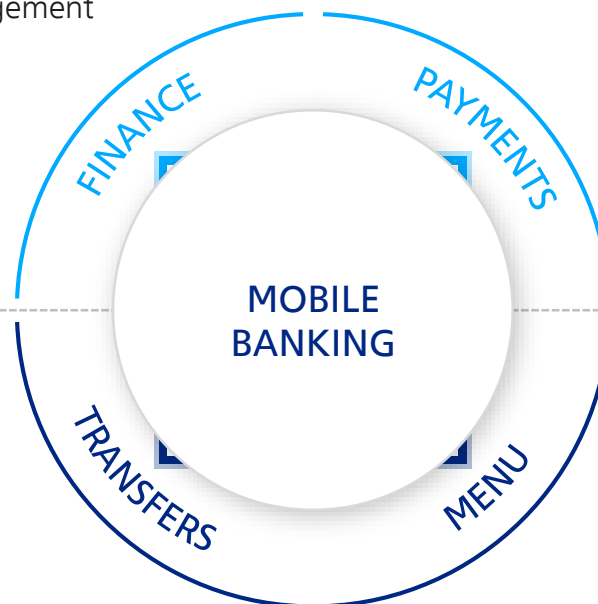 gement
FINANCE
PAYMENTS
MOBILE
BANKING
TRANSFERS
MENU